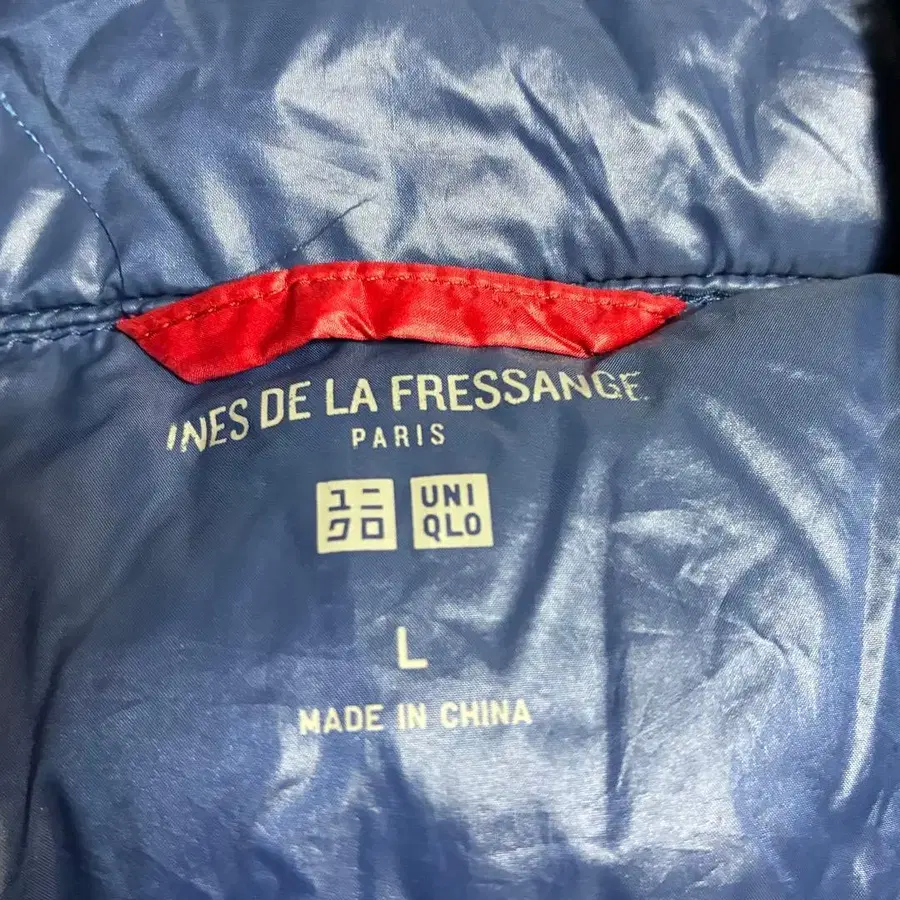 INES DE LA FRESSANGE
PARIS
ユニ UNI
クロ QLO
L
MADE IN CHINA